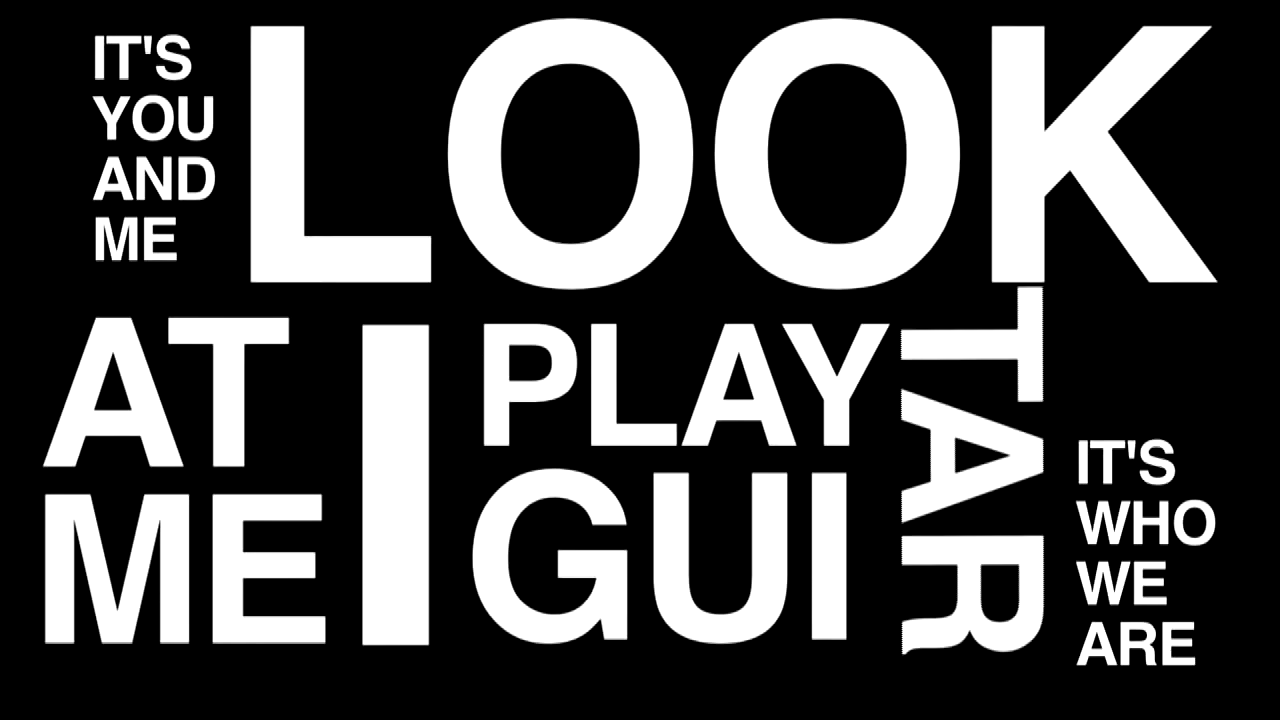 IT'S
YOU
AND
ME
LOOK
AT
ME
I
PLAY
GUI
TAR
IT'S
WHO
WE
ARE